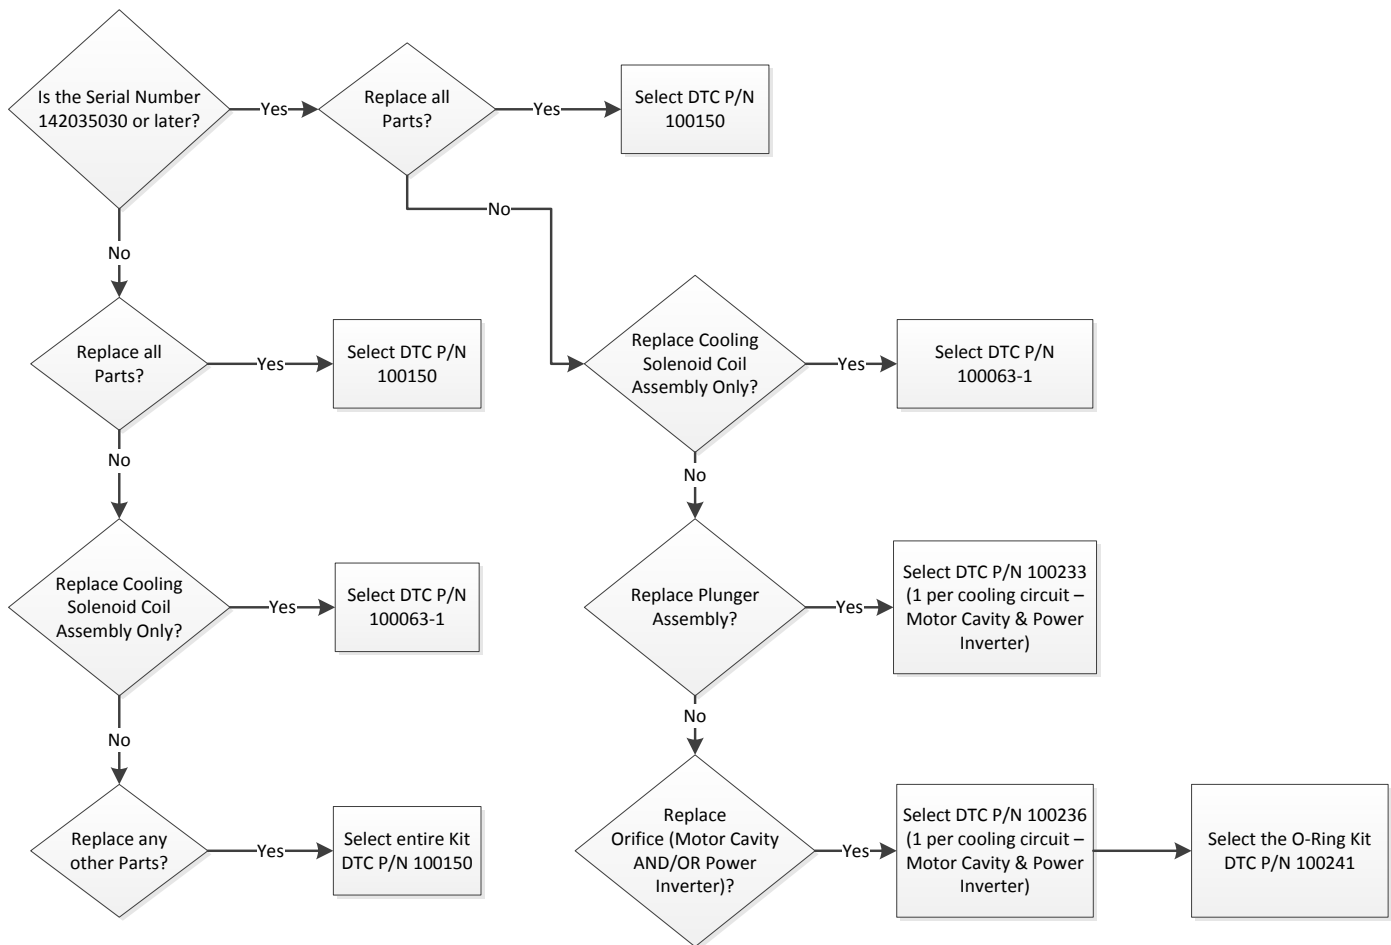 Is the Serial Number
142035030 or later?
Yes
Replace all
Parts?
Yes
Select DTC P/N
100150
No
No
Replace all
Parts?
Yes
Select DTC P/N
100150
Replace Cooling
Solenoid Coil
Assembly Only?
Yes
Select DTC P/N
100063-1
No
No
Replace Cooling
Solenoid Coil
Assembly Only?
Yes
Select DTC P/N
100063-1
Replace Plunger
Assembly?
Yes
Select DTC P/N 100233
(1 per cooling circuit –
Motor Cavity & Power
Inverter)
No
No
Replace any
other Parts?
Yes
Select entire Kit
DTC P/N 100150
Replace
Orifice (Motor Cavity
AND/OR Power
Inverter)?
Yes
Select DTC P/N 100236
(1 per cooling circuit –
Motor Cavity & Power
Inverter)
Select the O-Ring Kit
DTC P/N 100241